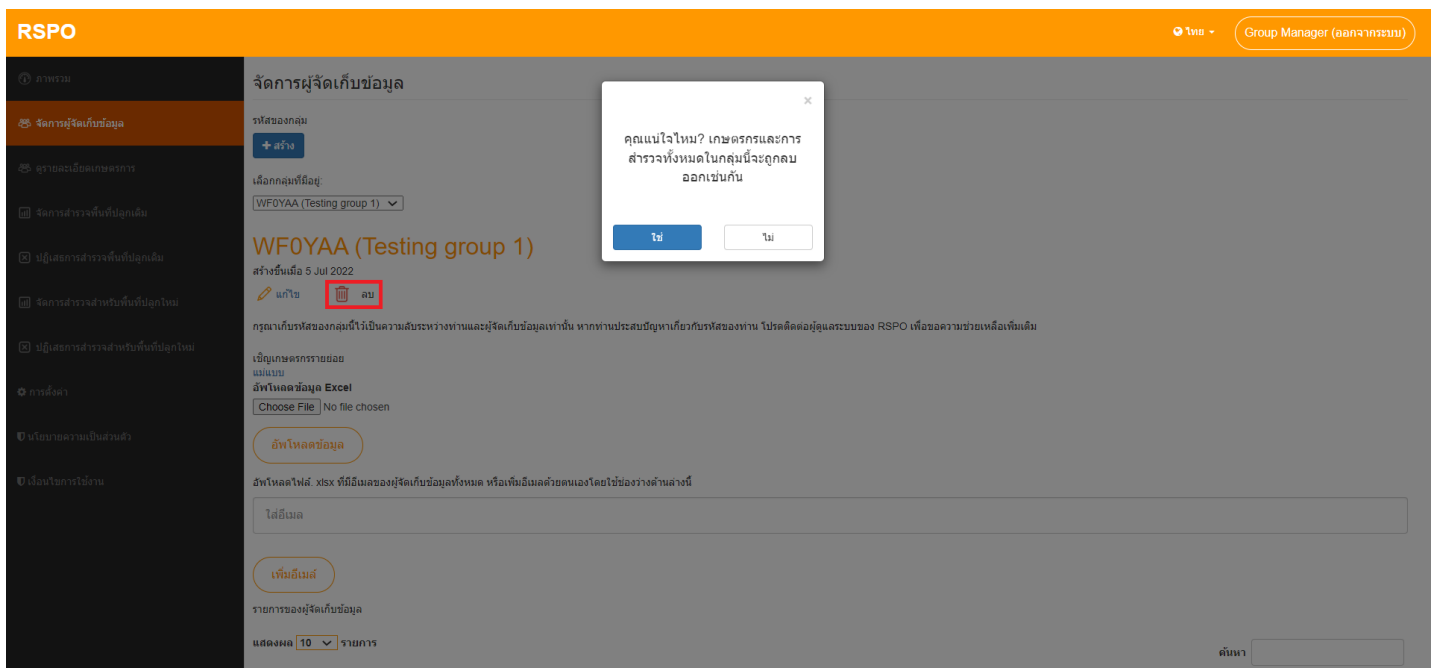 RSPO
ไทย
Group Manager (ออกจากระบบ)
ภาพรวม
จัดการผู้จัดเก็บข้อมูล
ดูรายละเอียดเกษตรการ
จัดการสำรวจพื้นที่ปลูกเดิม
ปฏิเสธการสำรวจพื้นที่ปลูกเดิม
จัดการสำรวจสำหรับพื้นที่ปลูกใหม่
ปฏิเสธการสำรวจสำหรับพื้นที่ปลูกใหม่
การตั้งค่า
นโยบายความเป็นส่วนตัว
เงื่อนไขการใช้งาน
จัดการผู้จัดเก็บข้อมูล
รหัสของกลุ่ม
+ สร้าง
เลือกกลุ่มที่มีอยู่:
WF0YAA (Testing group 1)
WF0YAA (Testing group 1)
สร้างขึ้นเมื่อ 5 Jul 2022
แก้ไข ลบ
กรุณาเก็บรหัสของกลุ่มนี้ไว้เป็นความลับระหว่างท่านและผู้จัดเก็บข้อมูลเท่านั้น หากท่านประสบปัญหาเกี่ยวกับรหัสของท่าน โปรดติดต่อผู้ดูแลระบบของ RSPO เพื่อขอความช่วยเหลือเพิ่มเติม
เชิญเกษตรกรรายย่อย
แม่แบบ
อัพโหลดข้อมูล Excel
Choose File No file chosen
อัพโหลดข้อมูล
อัพโหลดไฟล์. xlsx ที่มีอีเมลของผู้จัดเก็บข้อมูลทั้งหมด หรือเพิ่มอีเมลด้วยตนเองโดยใช้ช่องว่างด้านล่างนี้
ใส่อีเมล
เพิ่มอีเมล์
รายการของผู้จัดเก็บข้อมูล
แสดงผล 10 รายการ
ค้นหา
×
คุณแน่ใจไหม? เกษตรกรและการ
สำรวจทั้งหมดในกลุ่มนี้จะถูกลบ
ออกเช่นกัน
ใช่ ไม่